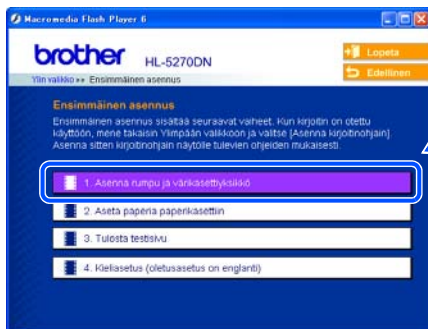 Macromedia Flash Player 6
brother HL-5270DN
Lopeta
Edellinen
Ylin valikko >> Ensimmäinen asennus
Ensimmäinen asennus
Ensimmäinen asennus sisältää seuraavat vaiheet. Kun kirjoitin on otettu
käyttöön, mene takaisin Ylimpään valikkoon ja valitse [Asenna kirjoitinohjain].
Asenna sitten kirjoitinohjain näytölle tulevien ohjeiden mukaisesti.
1. Asenna rumpu ja värikasettiyksikkö
2. Aseta paperia paperikasettiin
3. Tulosta testisivu
4. Kieliasetus (oletusasetus on englanti)